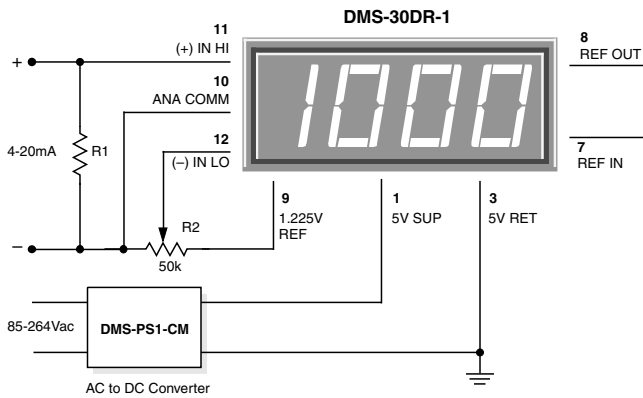 DMS-30DR-1
11
(+) IN HI
8
REF OUT
+
10
ANA COMM
1000
12
(–) IN LO
4-20mA
R1
7
REF IN
9
1.225V
REF
1
5V SUP
3
5V RET
R2
–
50k
85-264Vac
DMS-PS1-CM
AC to DC Converter